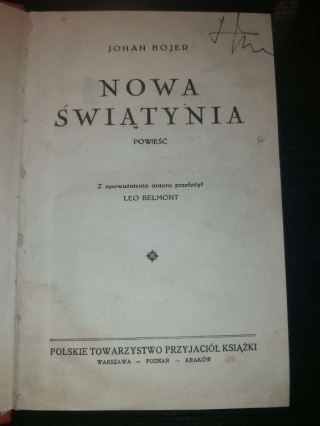 JOHAN BOJER
NOWA
ŚWIĄTYNIA
POWIEŚĆ
Z upoważnienia autora przełożył
LEO BELMONT
POLSKIE TOWARZYSTWO PRZYJACIÓŁ KSIĄŻKI
WARSZAWA — POZNAŃ — KRAKÓW